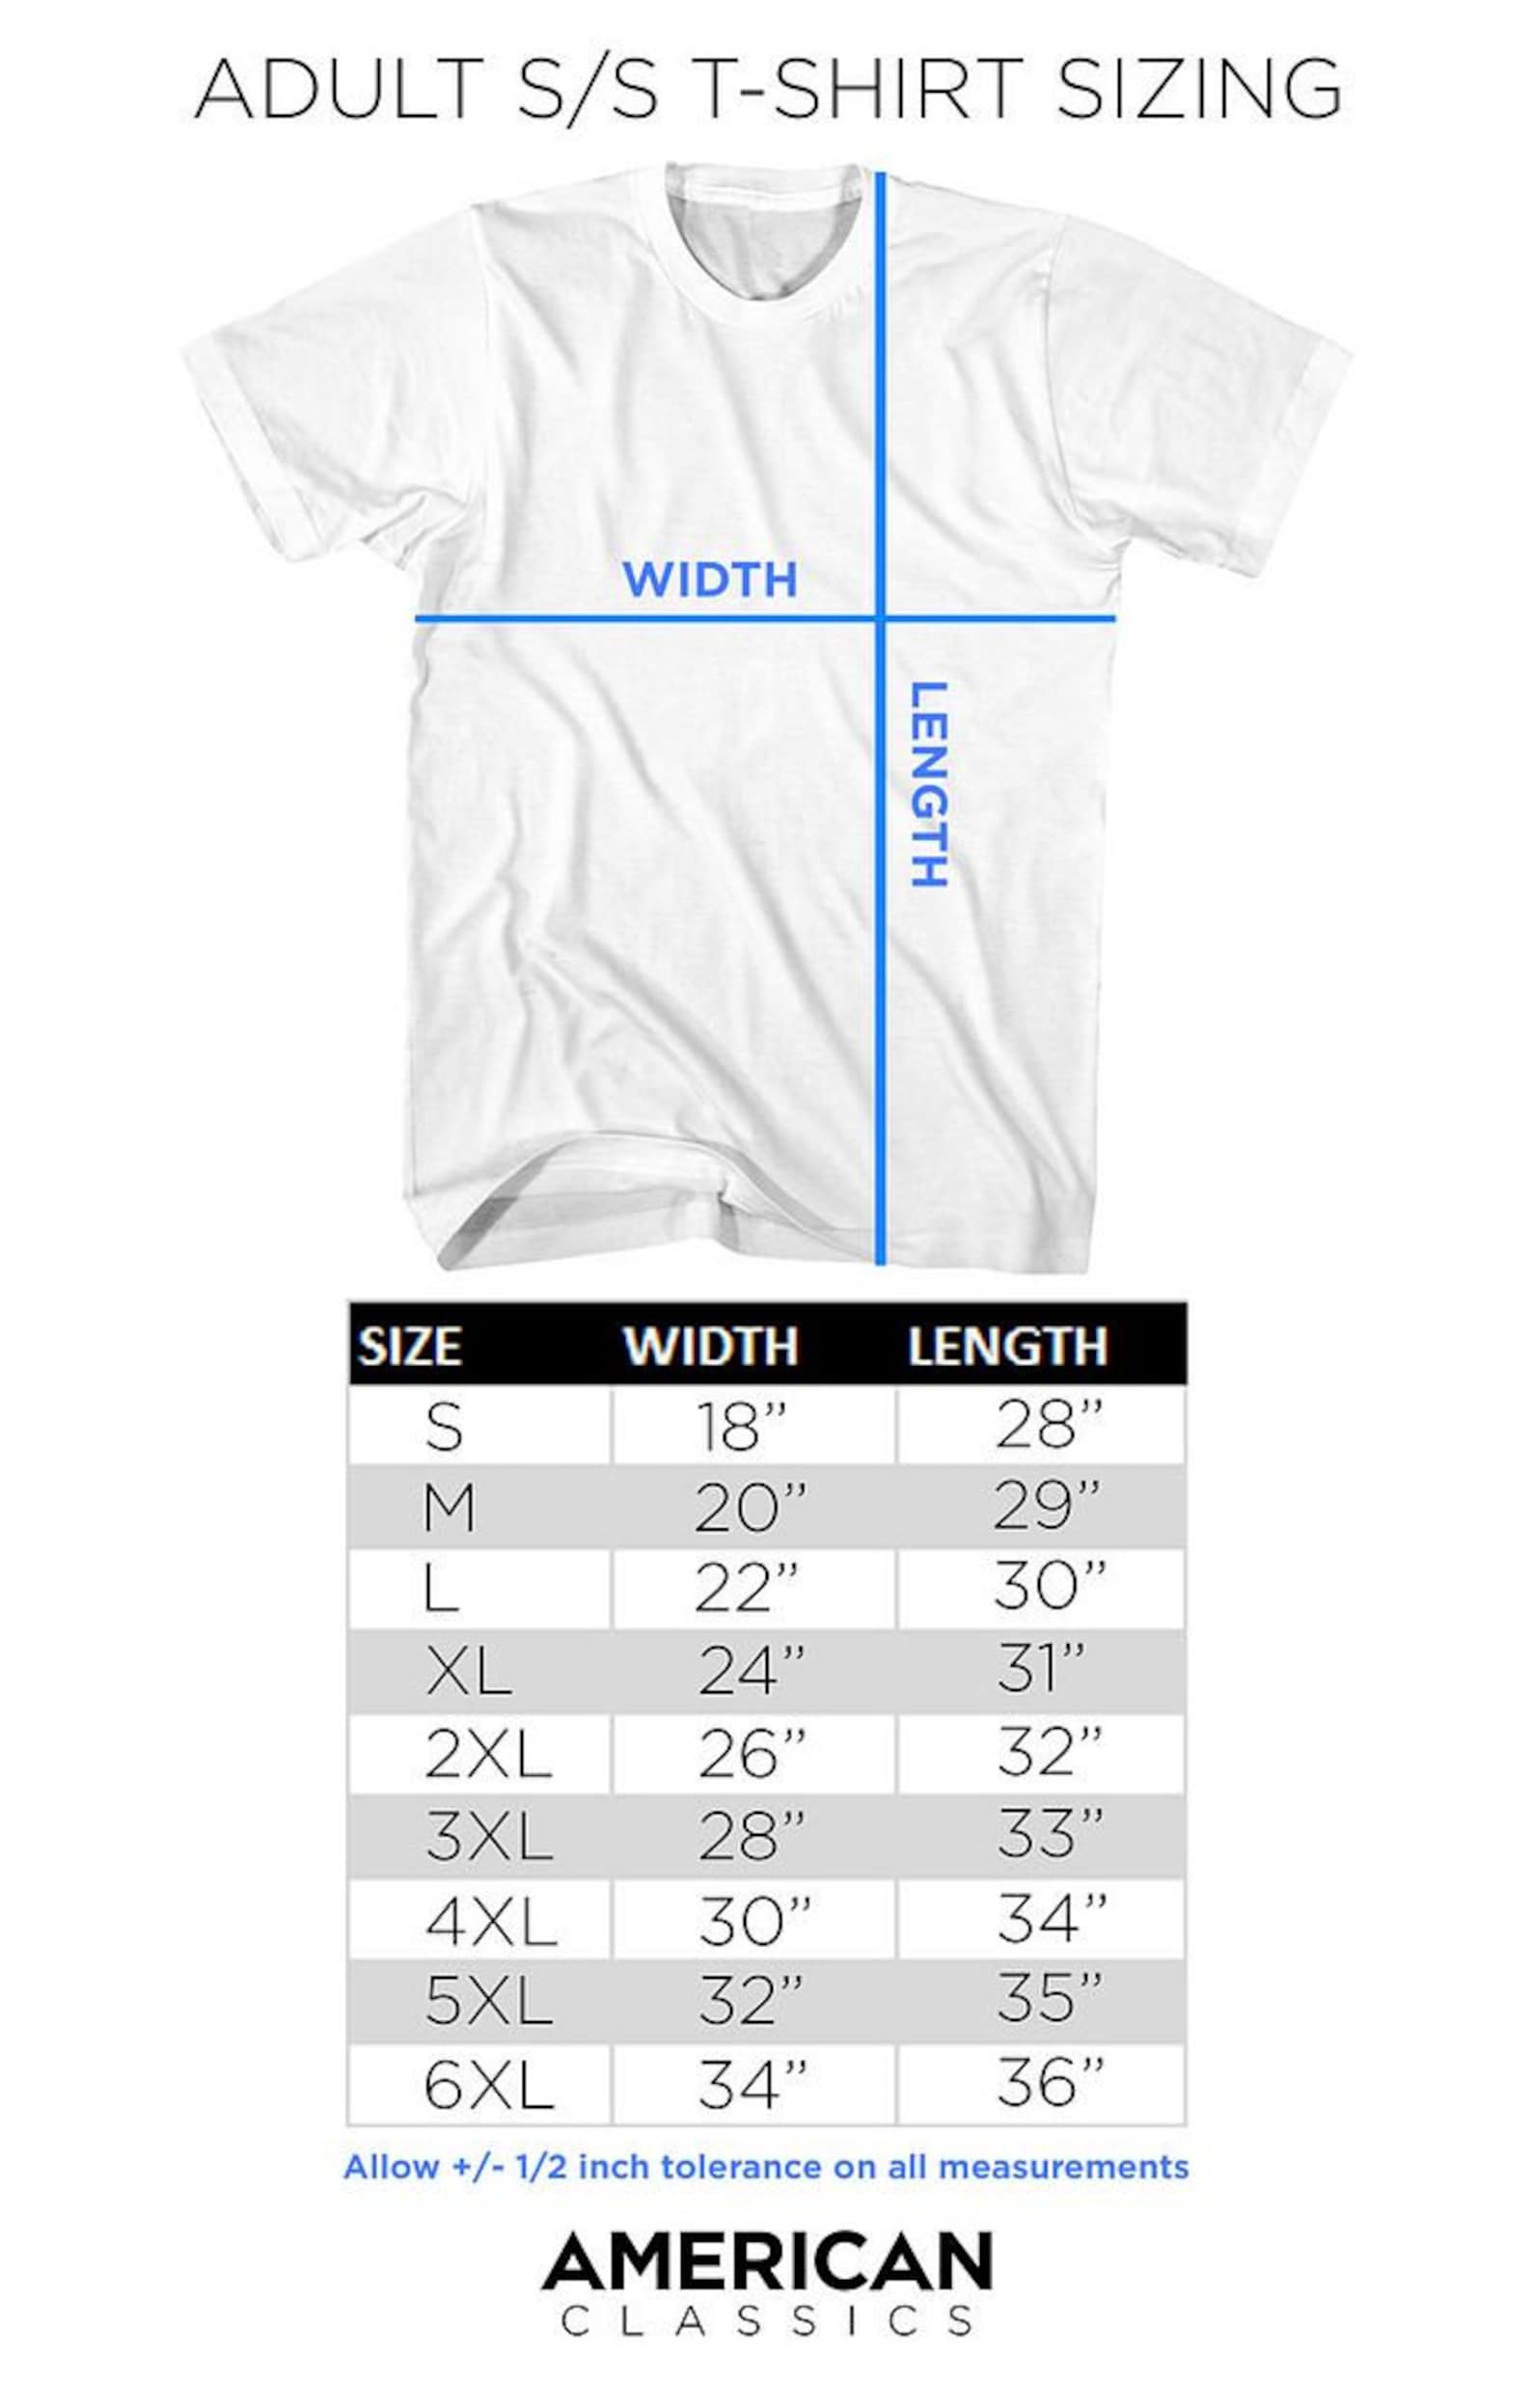 ADULT S/S T-SHIRT SIZING
WIDTH
LENGTH
SIZE WIDTH LENGTH
S 18” 28”
M 20” 29”
L 22” 30”
XL 24” 31”
2XL 26” 32”
3XL 28” 33”
4XL 30” 34”
5XL 32” 35”
6XL 34” 36”
Allow +/- 1/2 inch tolerance on all measurements
AMERICAN
CLASSICS